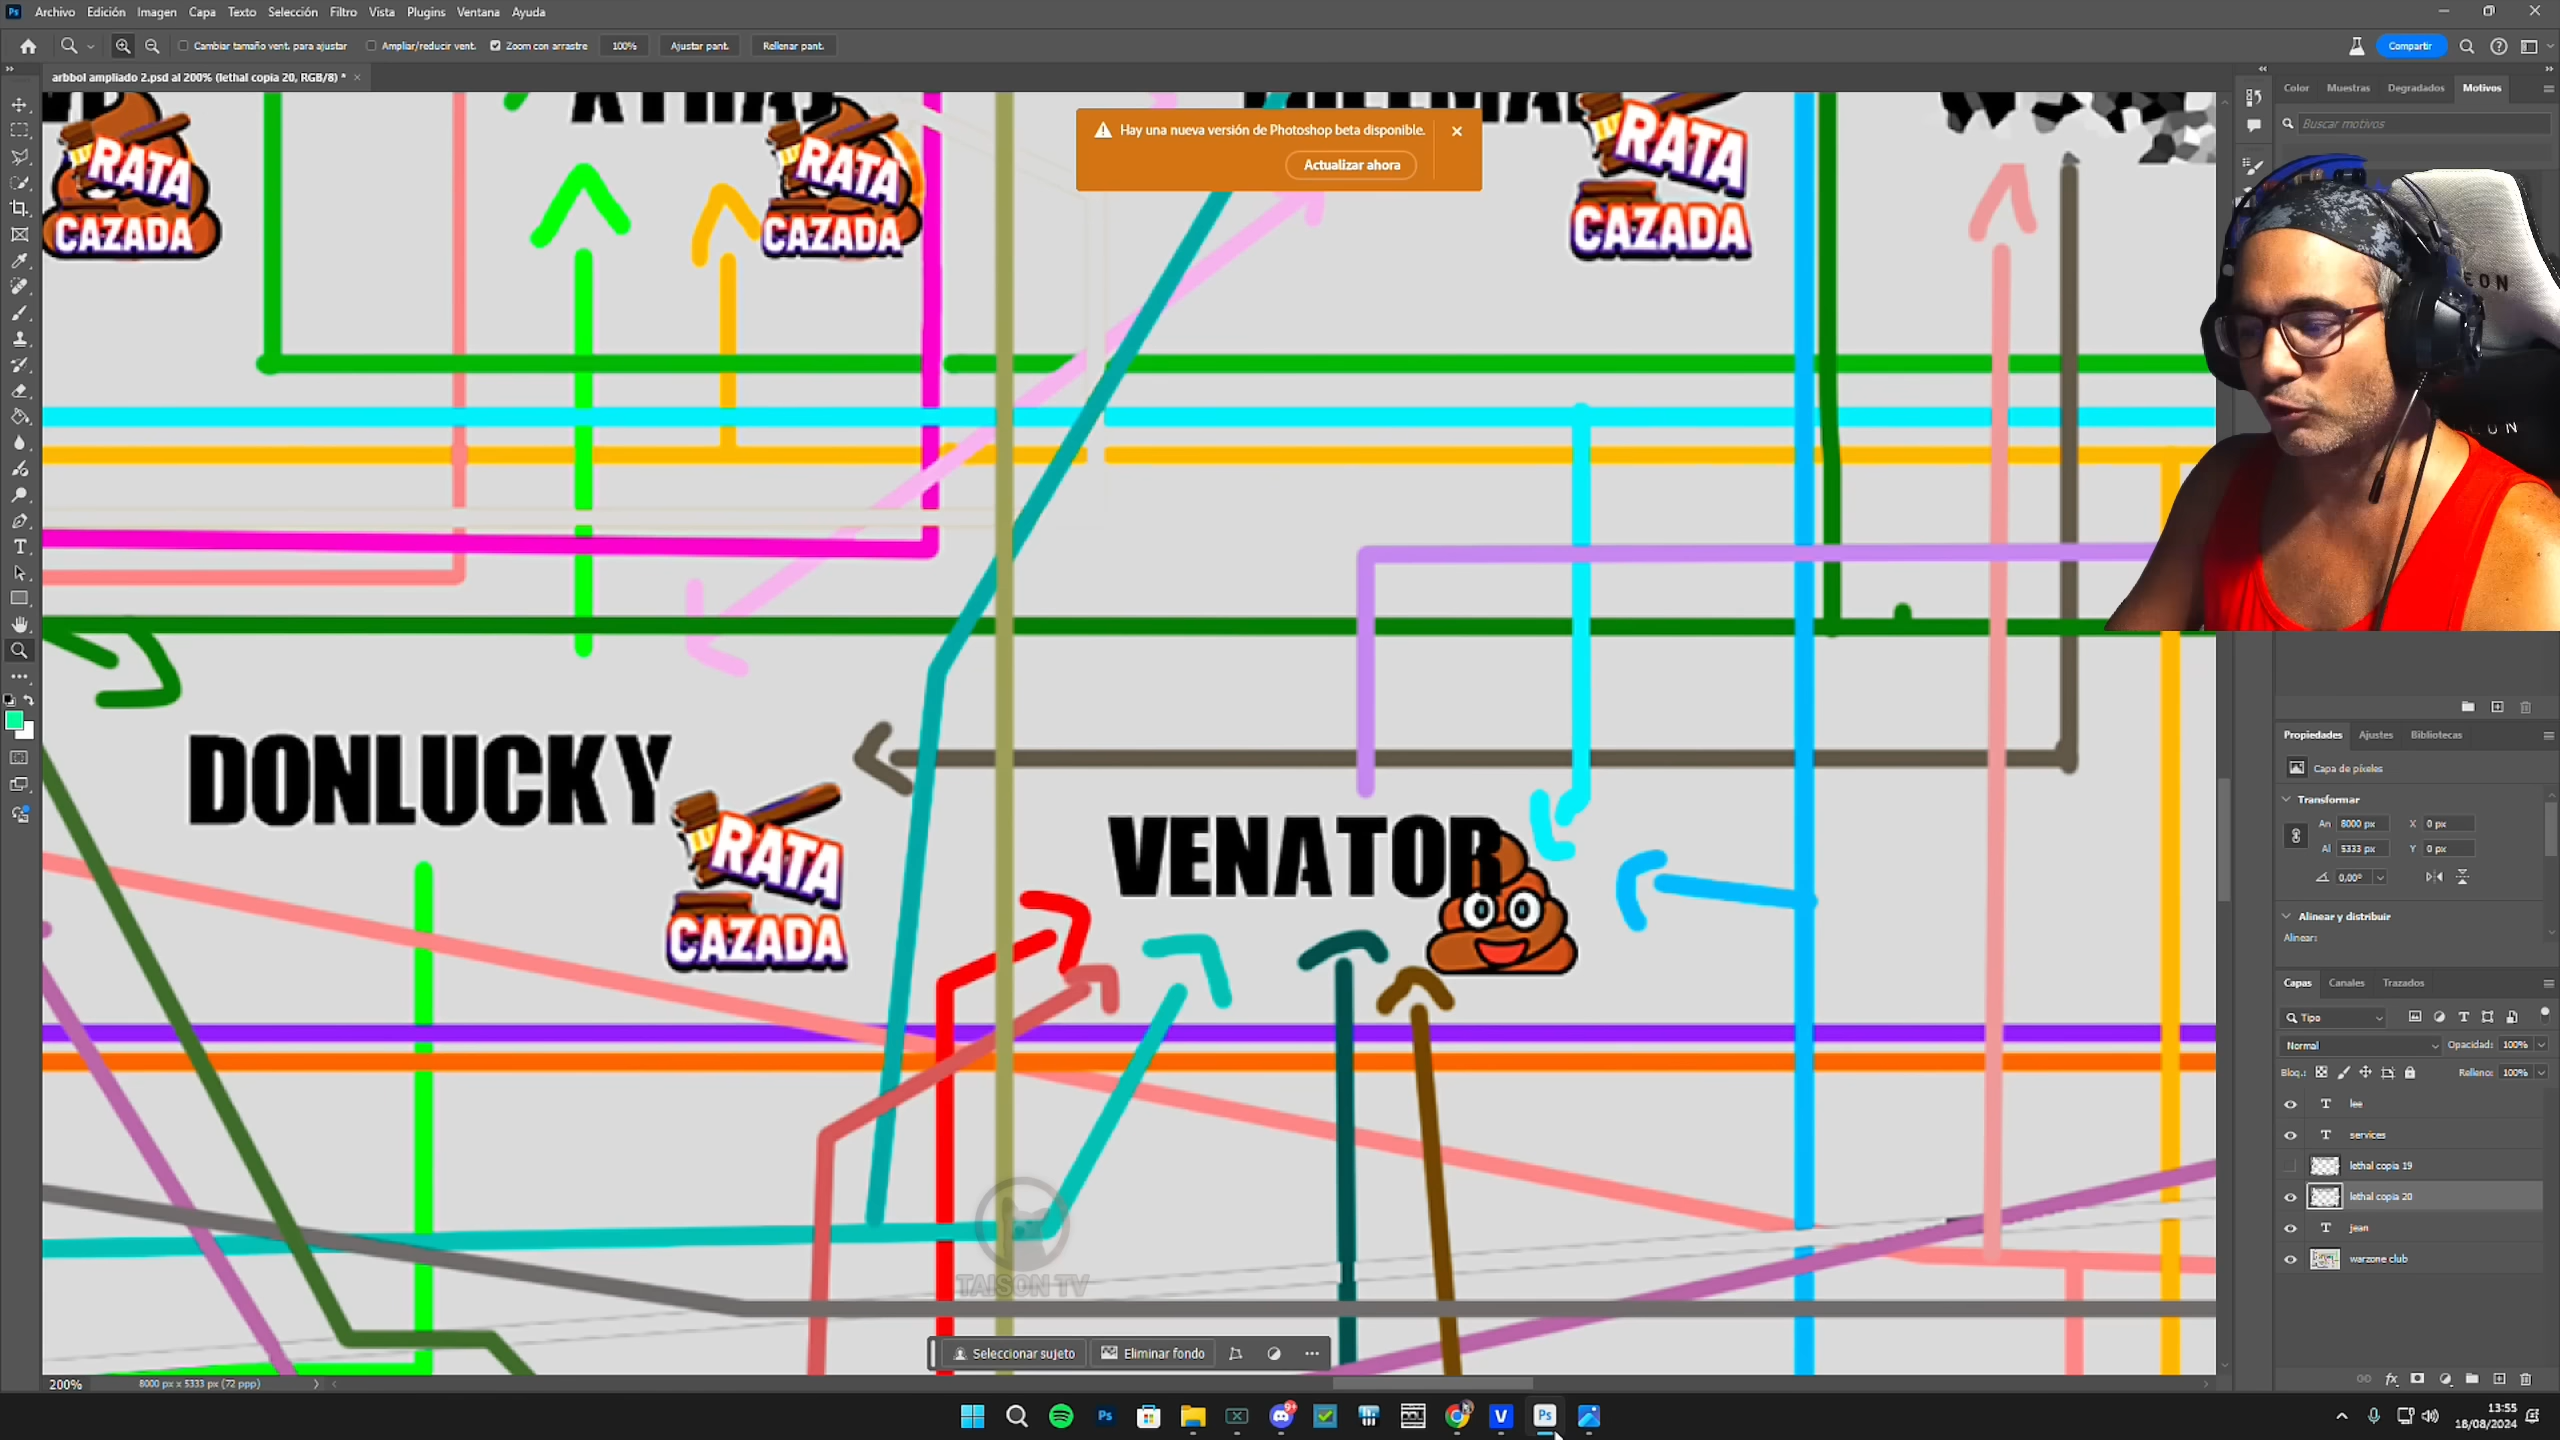 Ps Archivo Edición Imagen Capa Texto Selección Filtro Vista Plugins Ventana Ayuda
Cambiar tamaño vent. para ajustar Ampliar/reducir vent. Zoom con arrastre 100% Ajustar pant. Rellenar pant. Compartir
arbbol ampliado 2.psd al 200% (lethal copia 20, RGB/8) *
Color Muestras Degradados Motivos
Buscar motivos
Hay una nueva versión de Photoshop beta disponible.
Actualizar ahora
RATA
CAZADA
RATA
CAZADA
RATA
CAZADA
DONLUCKY
RATA
CAZADA
VENATOR
TAISON TV
Propiedades Ajustes Bibliotecas
Capa de píxeles
Transformar
An 8000 px X 0 px
Al 5333 px Y 0 px
0,00°
Alinear y distribuir
Alinear:
Capas Canales Trazados
Tipo
Normal Opacidad: 100%
Bloq.: Relleno: 100%
lee
services
lethal copia 19
lethal copia 20
jean
warzone club
Seleccionar sujeto Eliminar fondo
200% 8000 px x 5333 px (72 ppp)
13:55
18/08/2024